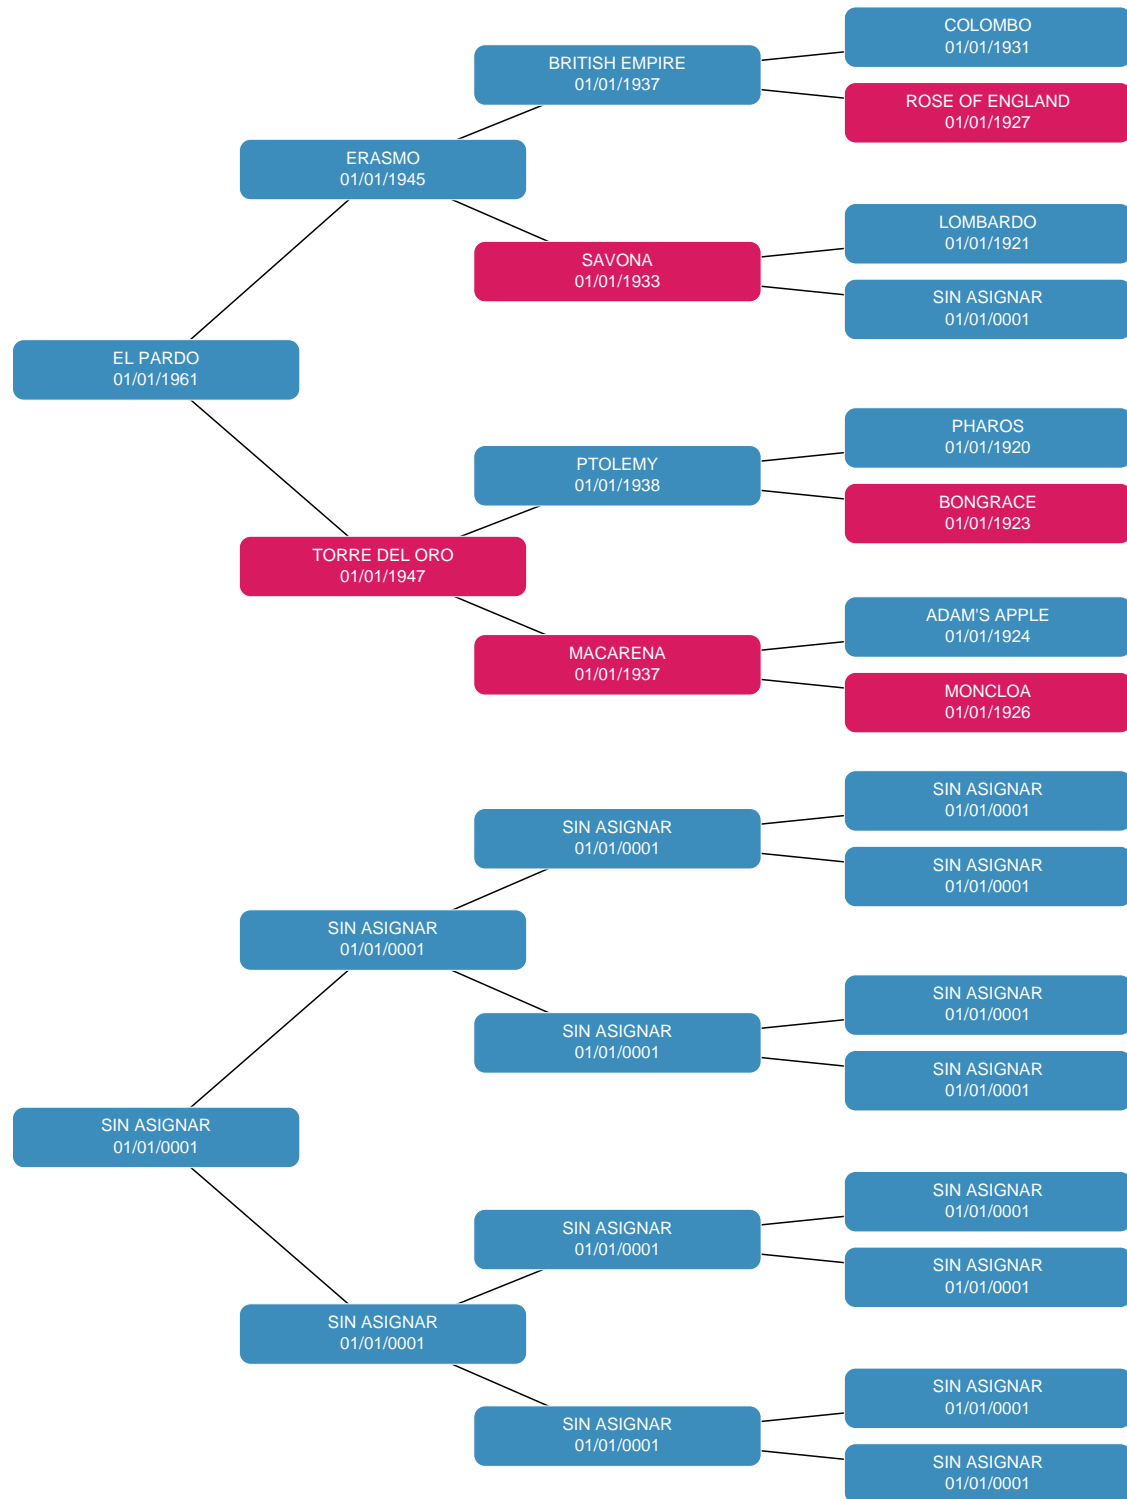 COLOMBO
01/01/1931
BRITISH EMPIRE
01/01/1937
ROSE OF ENGLAND
01/01/1927
ERASMO
01/01/1945
LOMBARDO
01/01/1921
SAVONA
01/01/1933
SIN ASIGNAR
01/01/0001
EL PARDO
01/01/1961
PHAROS
01/01/1920
PTOLEMY
01/01/1938
BONGRACE
01/01/1923
TORRE DEL ORO
01/01/1947
ADAM'S APPLE
01/01/1924
MACARENA
01/01/1937
MONCLOA
01/01/1926
SIN ASIGNAR
01/01/0001
SIN ASIGNAR
01/01/0001
SIN ASIGNAR
01/01/0001
SIN ASIGNAR
01/01/0001
SIN ASIGNAR
01/01/0001
SIN ASIGNAR
01/01/0001
SIN ASIGNAR
01/01/0001
SIN ASIGNAR
01/01/0001
SIN ASIGNAR
01/01/0001
SIN ASIGNAR
01/01/0001
SIN ASIGNAR
01/01/0001
SIN ASIGNAR
01/01/0001
SIN ASIGNAR
01/01/0001
SIN ASIGNAR
01/01/0001
SIN ASIGNAR
01/01/0001